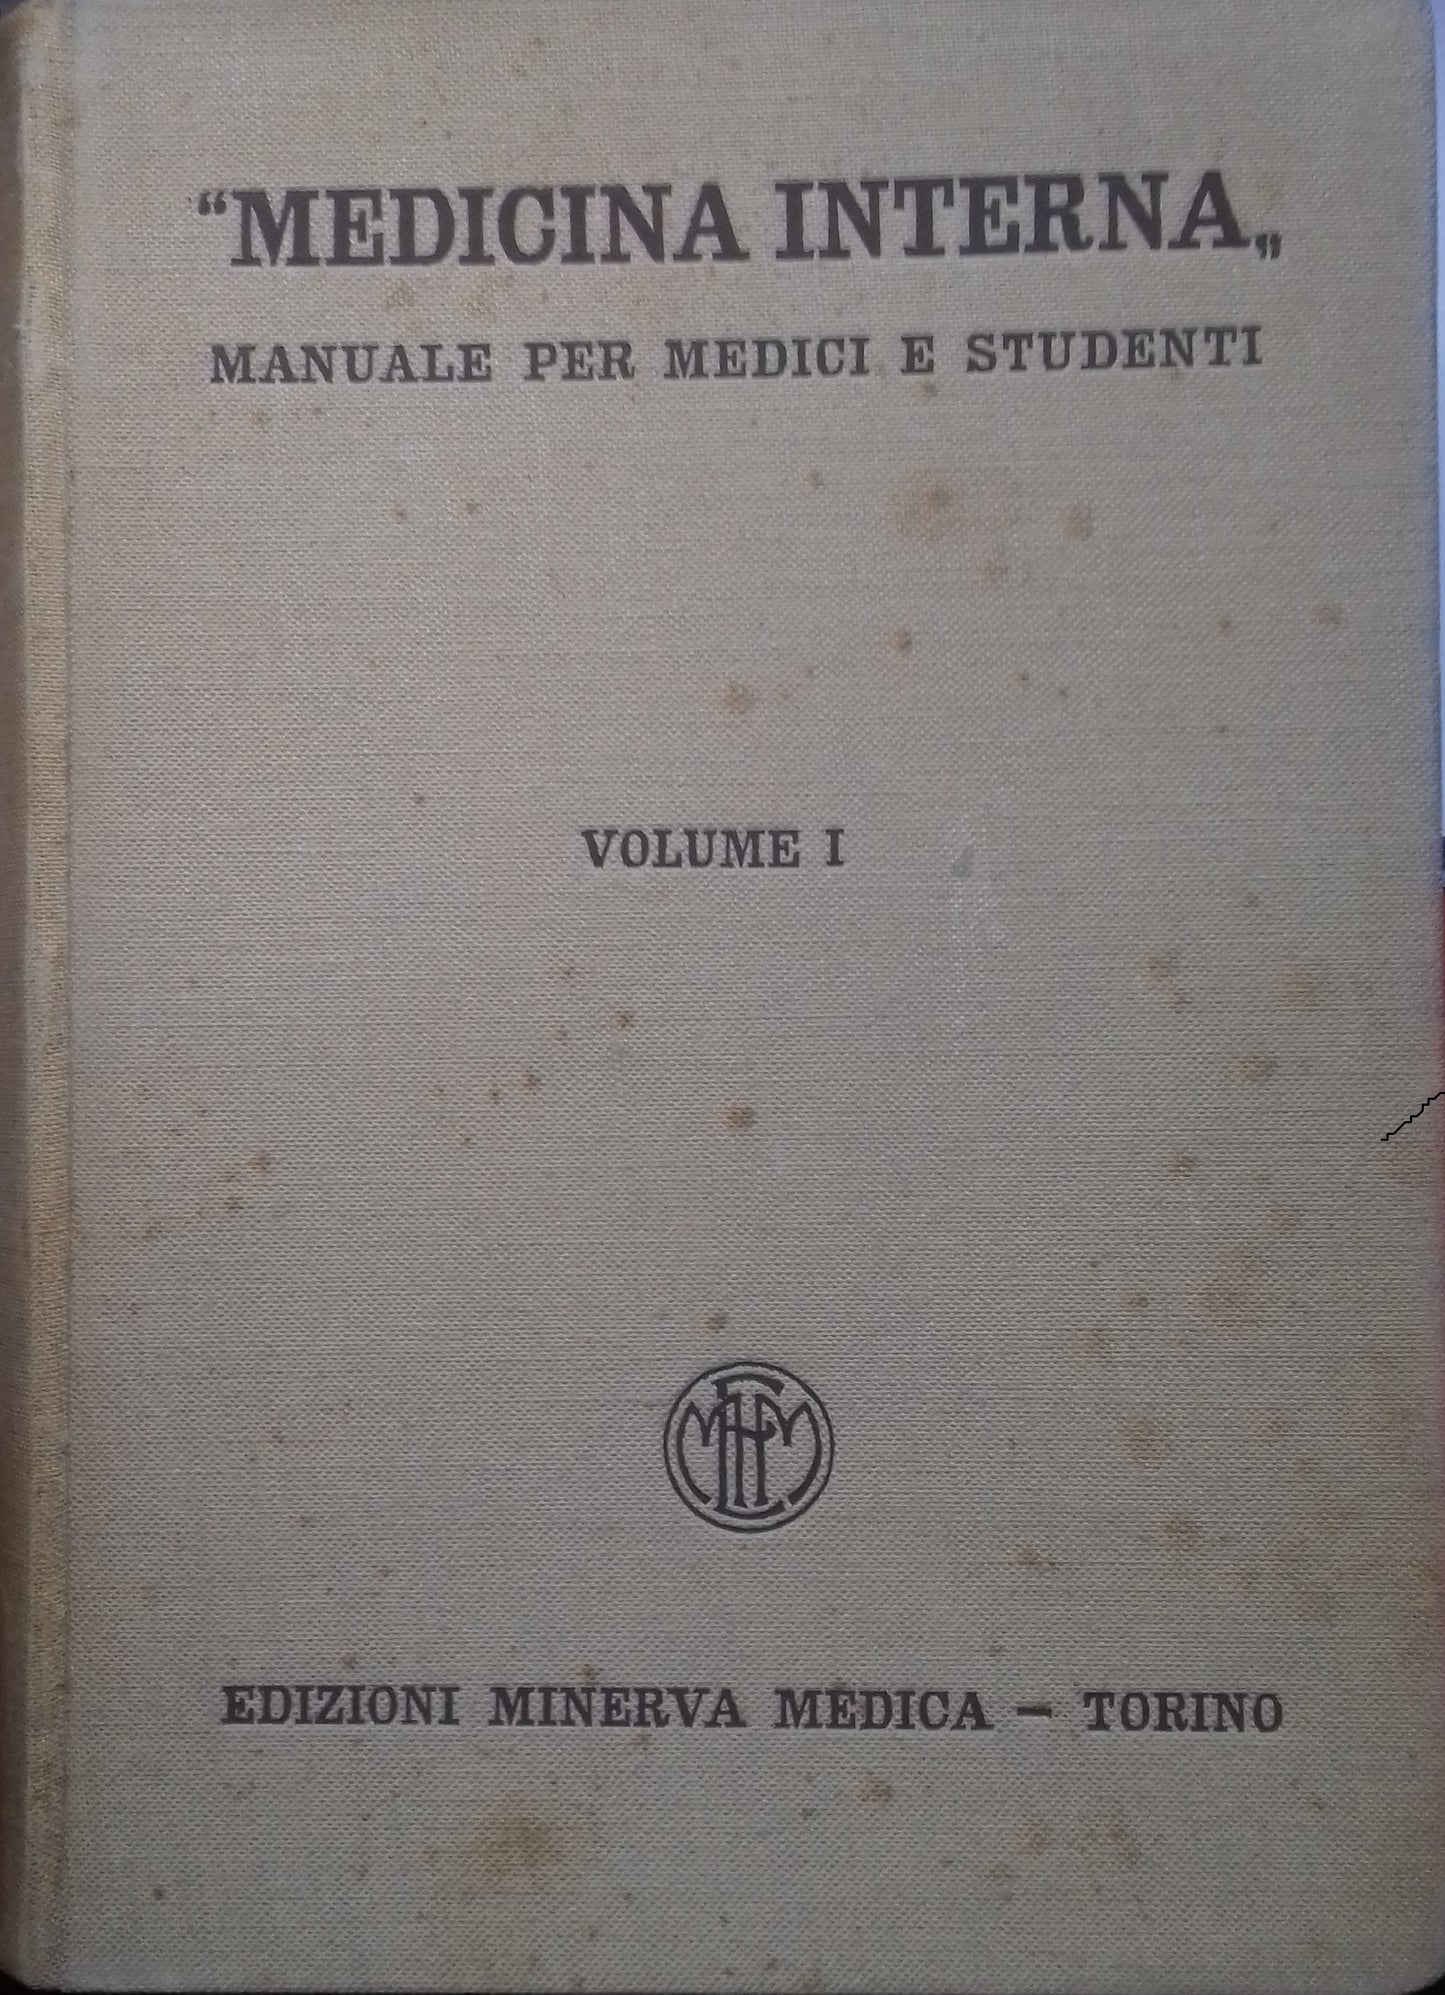 “MEDICINA INTERNA„
MANUALE PER MEDICI E STUDENTI
VOLUME I
EDIZIONI MINERVA MEDICA – TORINO